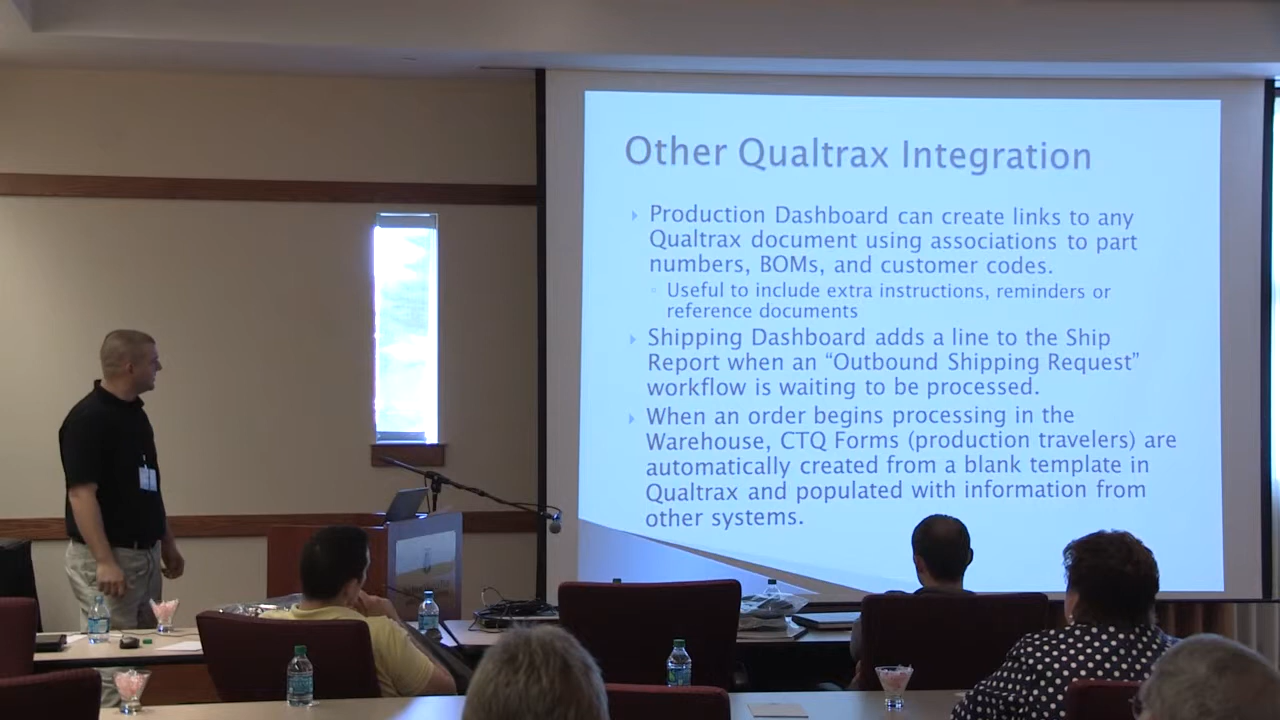 Other Qualtrax Integration
Production Dashboard can create links to any
Qualtrax document using associations to part
numbers, BOMs, and customer codes.
Useful to include extra instructions, reminders or
reference documents
Shipping Dashboard adds a line to the Ship
Report when an “Outbound Shipping Request”
workflow is waiting to be processed.
When an order begins processing in the
Warehouse, CTQ Forms (production travelers) are
automatically created from a blank template in
Qualtrax and populated with information from
other systems.